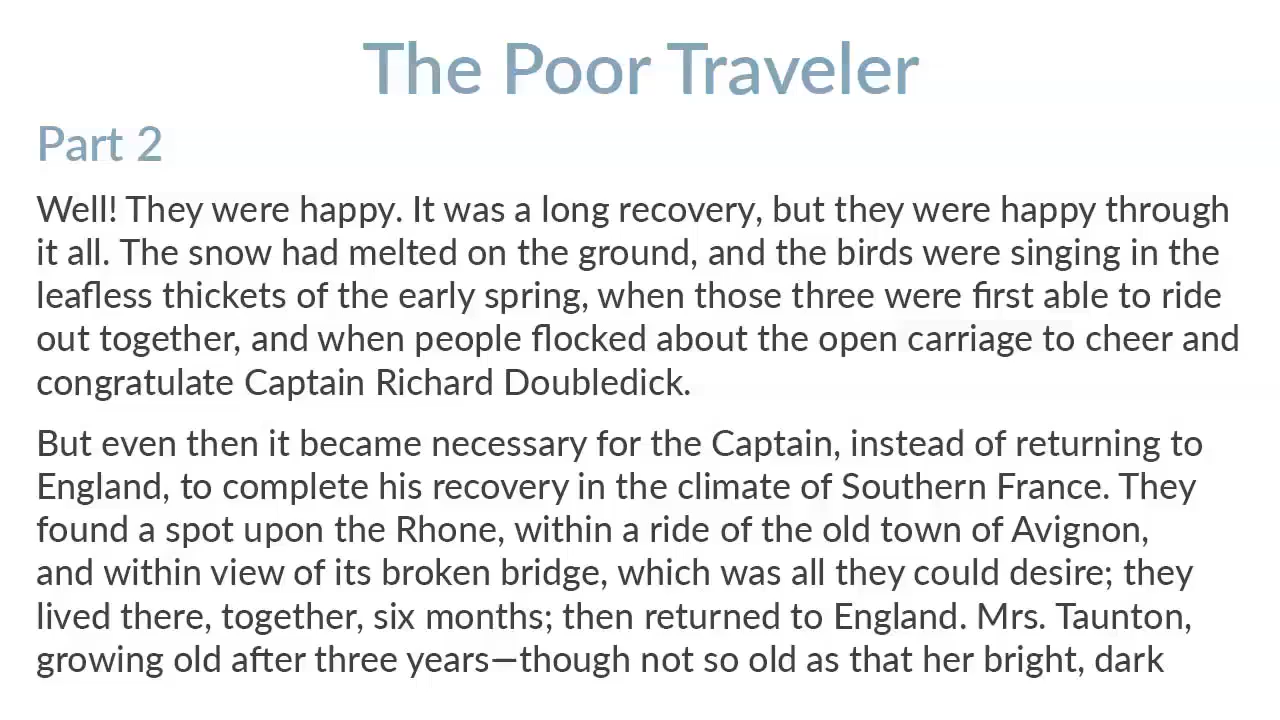 The Poor Traveler
Part 2
Well! They were happy. It was a long recovery, but they were happy through
it all. The snow had melted on the ground, and the birds were singing in the
leafless thickets of the early spring, when those three were first able to ride
out together, and when people flocked about the open carriage to cheer and
congratulate Captain Richard Doubledick.
But even then it became necessary for the Captain, instead of returning to
England, to complete his recovery in the climate of Southern France. They
found a spot upon the Rhone, within a ride of the old town of Avignon,
and within view of its broken bridge, which was all they could desire; they
lived there, together, six months; then returned to England. Mrs. Taunton,
growing old after three years—though not so old as that her bright, dark